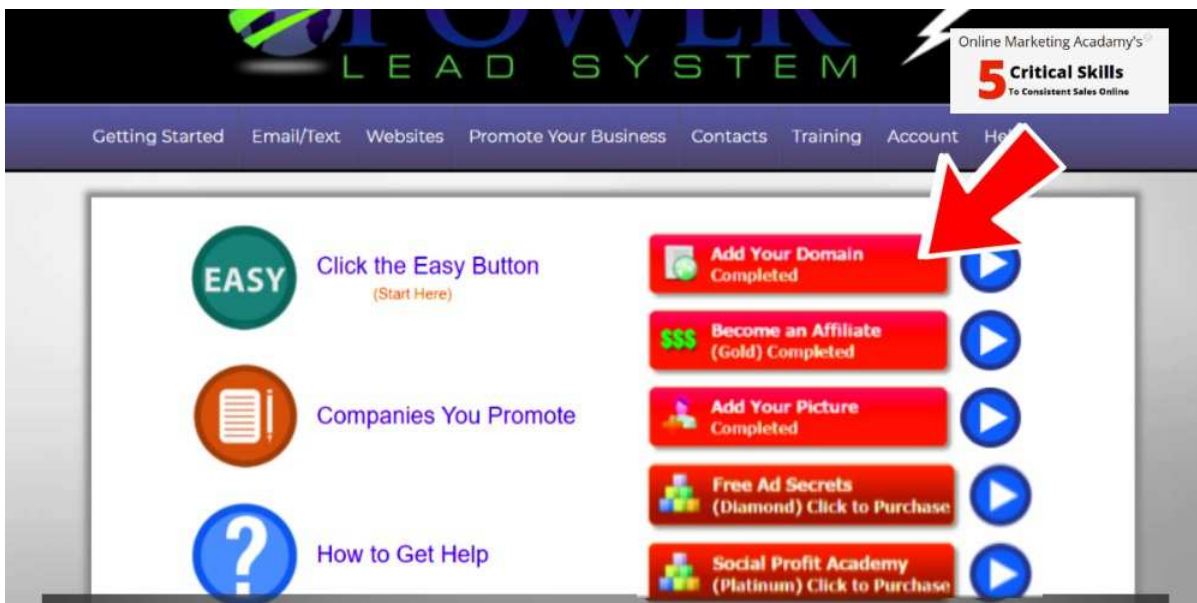 POWER
LEAD SYSTEM
Online Marketing Acadamy's
5 Critical Skills
To Consistent Sales Online
Getting Started Email/Text Websites Promote Your Business Contacts Training Account
EASY
Click the Easy Button
(Start Here)
Add Your Domain
Completed
$$$
Become an Affiliate
(Gold) Completed
Companies You Promote
Add Your Picture
Completed
Free Ad Secrets
(Diamond) Click to Purchase
?
How to Get Help
Social Profit Academy
(Platinum) Click to Purchase